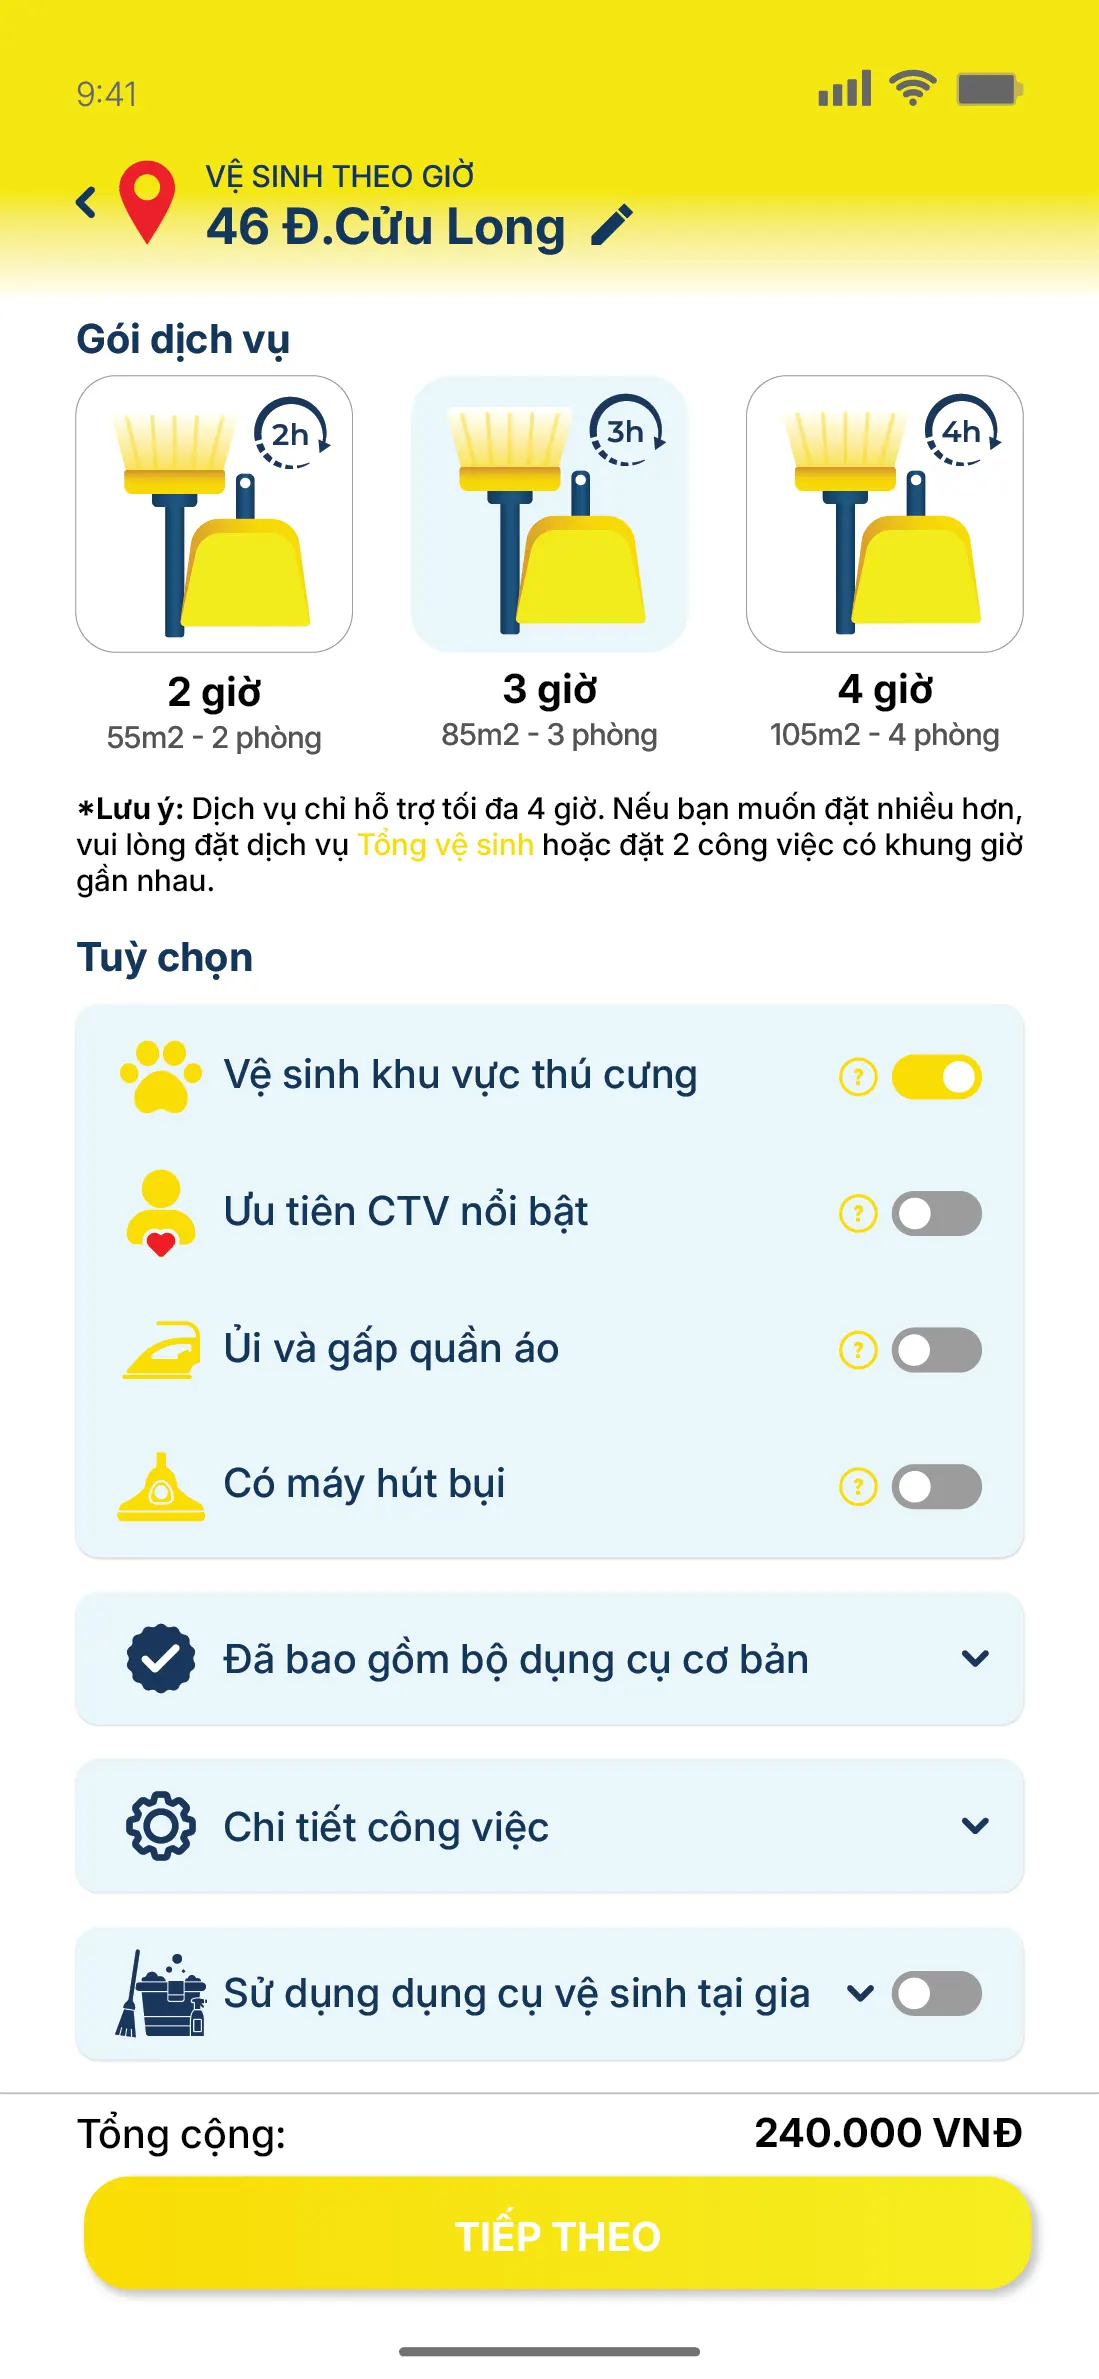 9:41
VỆ SINH THEO GIỜ
46 Đ.Cửu Long
Gói dịch vụ
2h
3h
4h
2 giờ
3 giờ
4 giờ
55m2 - 2 phòng
85m2 - 3 phòng
105m2 - 4 phòng
*Lưu ý: Dịch vụ chỉ hỗ trợ tối đa 4 giờ. Nếu bạn muốn đặt nhiều hơn,
vui lòng đặt dịch vụ Tổng vệ sinh hoặc đặt 2 công việc có khung giờ
gần nhau.
Tuỳ chọn
Vệ sinh khu vực thú cưng
?
Ưu tiên CTV nổi bật
?
Ủi và gấp quần áo
?
Có máy hút bụi
?
Đã bao gồm bộ dụng cụ cơ bản
Chi tiết công việc
Sử dụng dụng cụ vệ sinh tại gia
Tổng cộng:
240.000 VNĐ
TIẾP THEO